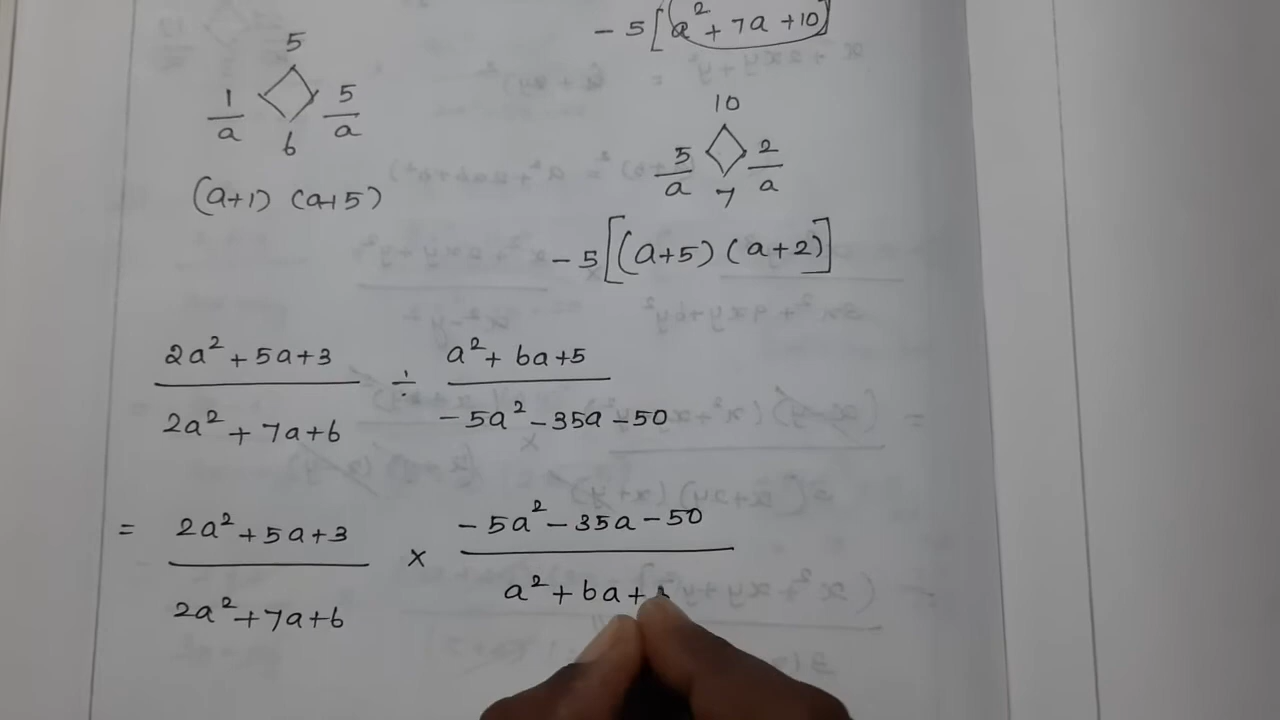 - 5 [a² + 7a + 10]
5
1/a 5/a
6
(a+1) (a+5)
10
5/a 2/a
7
- 5 [(a+5) (a+2)]
2a² + 5a + 3 / 2a² + 7a + 6 ÷ a² + 6a + 5 / - 5a² - 35a - 50
= 2a² + 5a + 3 / 2a² + 7a + 6 × - 5a² - 35a - 50 / a² + 6a +